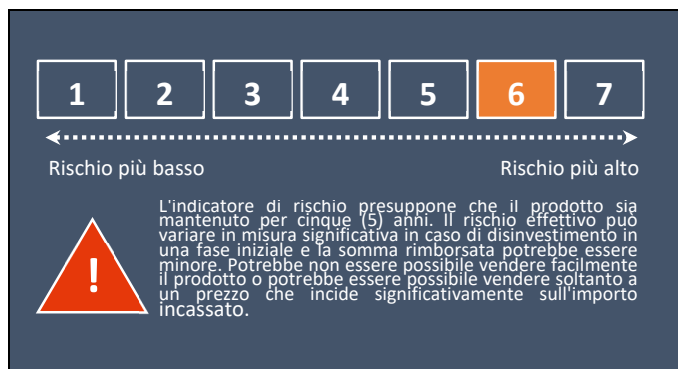 1 2 3 4 5 6 7
Rischio più basso Rischio più alto
L'indicatore di rischio presuppone che il prodotto sia
mantenuto per cinque (5) anni. Il rischio effettivo può
variare in misura significativa in caso di disinvestimento in
una fase iniziale e la somma rimborsata potrebbe essere
minore. Potrebbe non essere possibile vendere facilmente
il prodotto o potrebbe essere possibile vendere soltanto a
un prezzo che incide significativamente sull'importo
incassato.
!